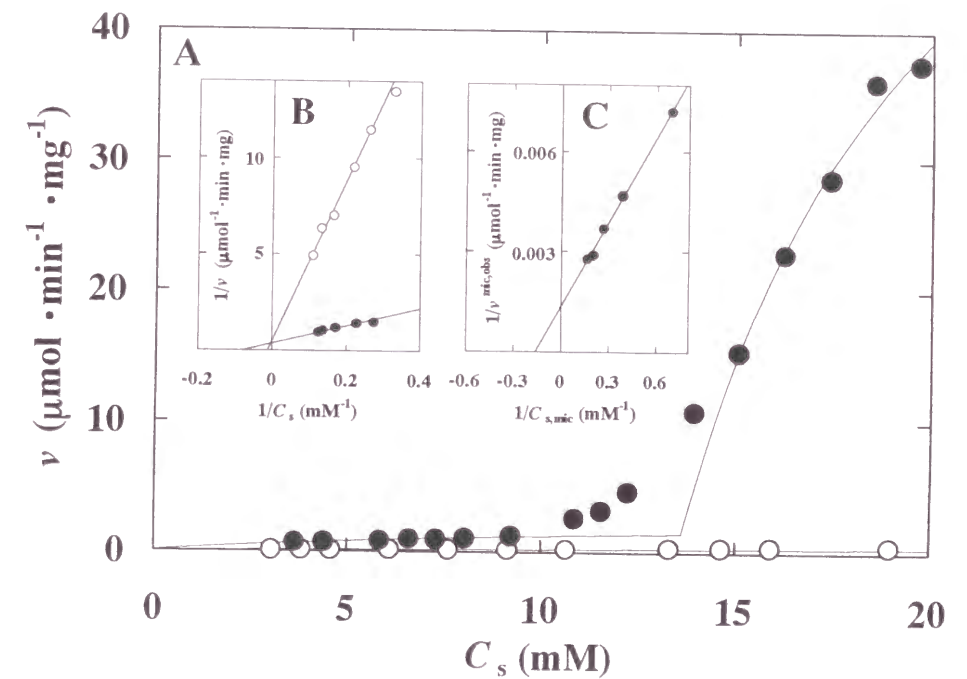 40
30
20
10
0
v (μmol •min⁻¹ •mg⁻¹)
0 5 10 15 20
C s (mM)
A
B
10
5
1/v (μmol⁻¹ •min •mg)
-0.2 0 0.2 0.4
1/C s (mM⁻¹)
C
0.006
0.003
1/v mic,obs (μmol⁻¹ •min •mg)
-0.6 -0.3 0 0.3 0.6
1/C s,mic (mM⁻¹)